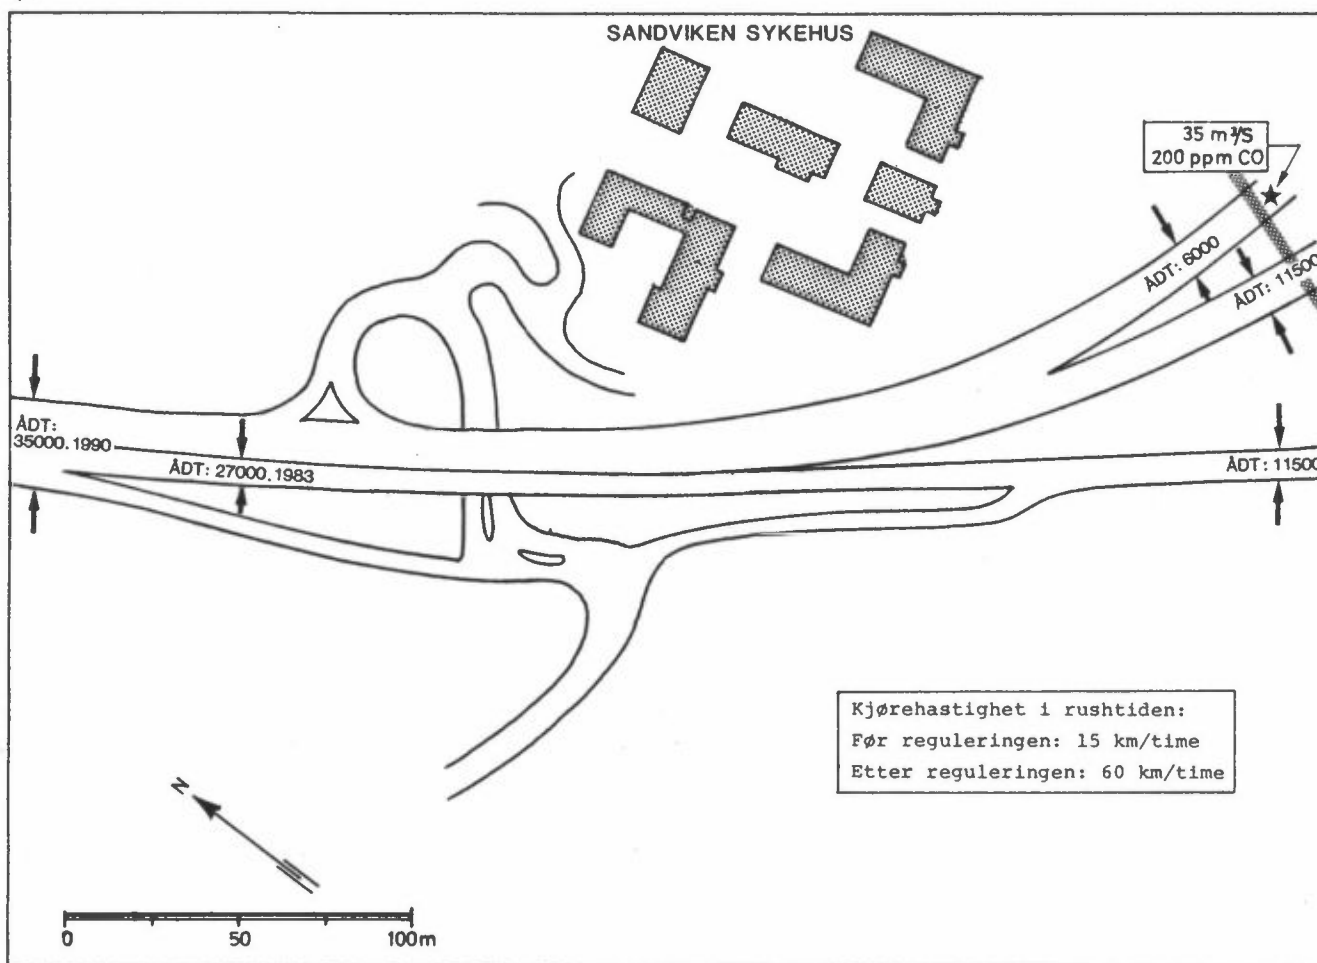 SANDVIKEN SYKEHUS
35 m³/S
200 ppm CO
ÅDT: 6000
ÅDT: 11500
ÅDT:
35000.1990
ÅDT: 27000.1983
ÅDT: 11500
Kjørehastighet i rushtiden:
Før reguleringen: 15 km/time
Etter reguleringen: 60 km/time
N
0 50 100m